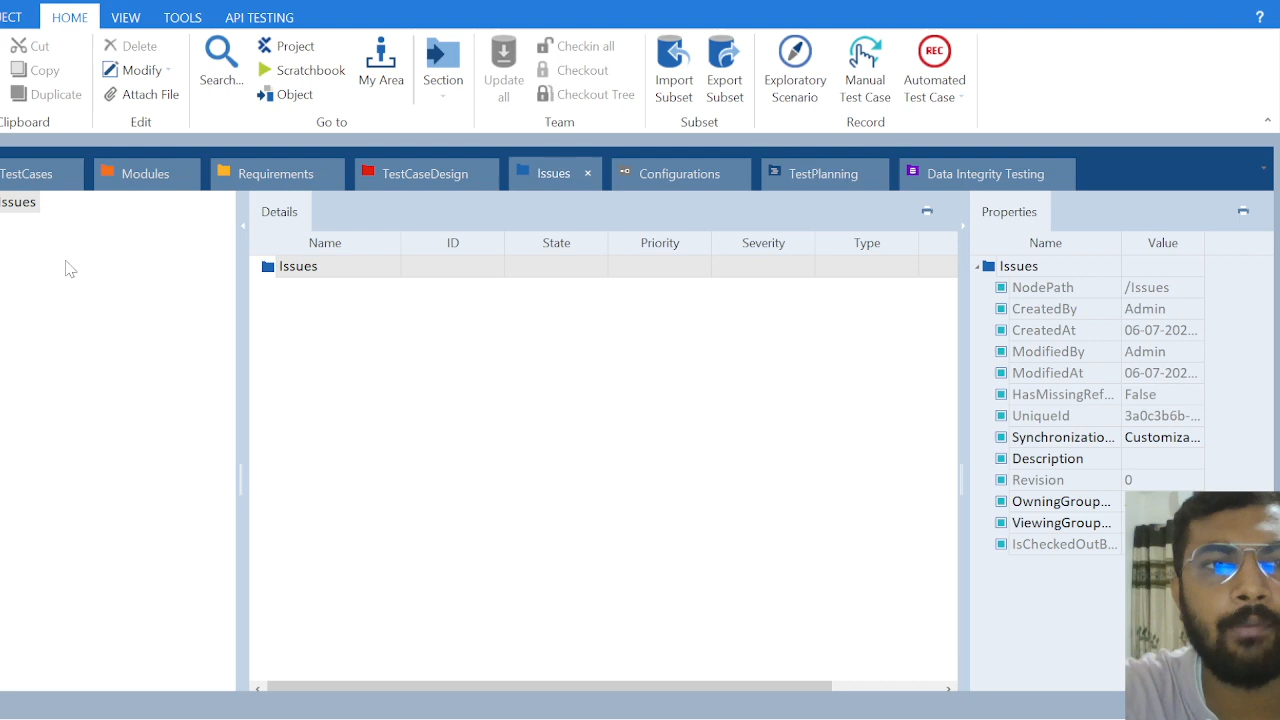 JECT HOME VIEW TOOLS API TESTING ?
Cut
Copy
Duplicate
Clipboard
Delete
Modify
Attach File
Edit
Search...
Project
Scratchbook
Object
My Area
Section
Go to
Update
all
Checkin all
Checkout
Checkout Tree
Team
Import
Subset
Export
Subset
Subset
Exploratory
Scenario
Manual
Test Case
REC
Automated
Test Case
Record
TestCases Modules Requirements TestCaseDesign Issues × Configurations TestPlanning Data Integrity Testing
Issues
Details
Name ID State Priority Severity Type
Issues
Properties
Name Value
Issues
NodePath /Issues
CreatedBy Admin
CreatedAt 06-07-202...
ModifiedBy Admin
ModifiedAt 06-07-202...
HasMissingRef... False
UniqueId 3a0c3b6b-...
Synchronizatio... Customiza...
Description
Revision 0
OwningGroup...
ViewingGroup...
IsCheckedOutB...